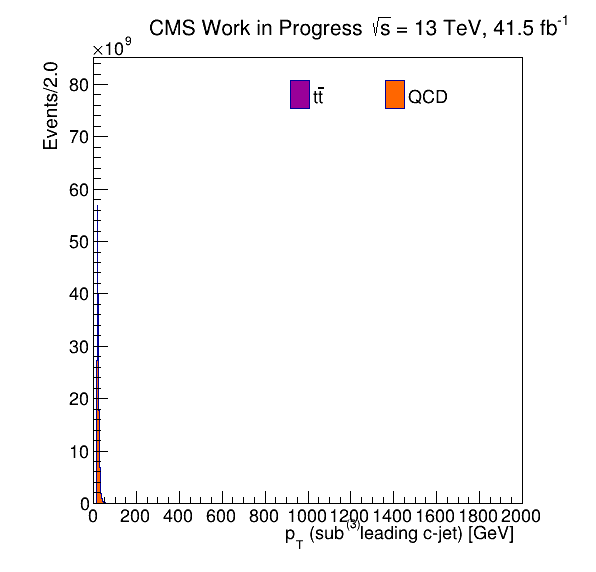 CMS Work in Progress √s = 13 TeV, 41.5 fb⁻¹
×10⁹
Events/2.0
80
70
60
50
40
30
20
10
0
tt̄
QCD
0 200 400 600 800 1000 1200 1400 1600 1800 2000
p_T (sub⁽³⁾leading c-jet) [GeV]